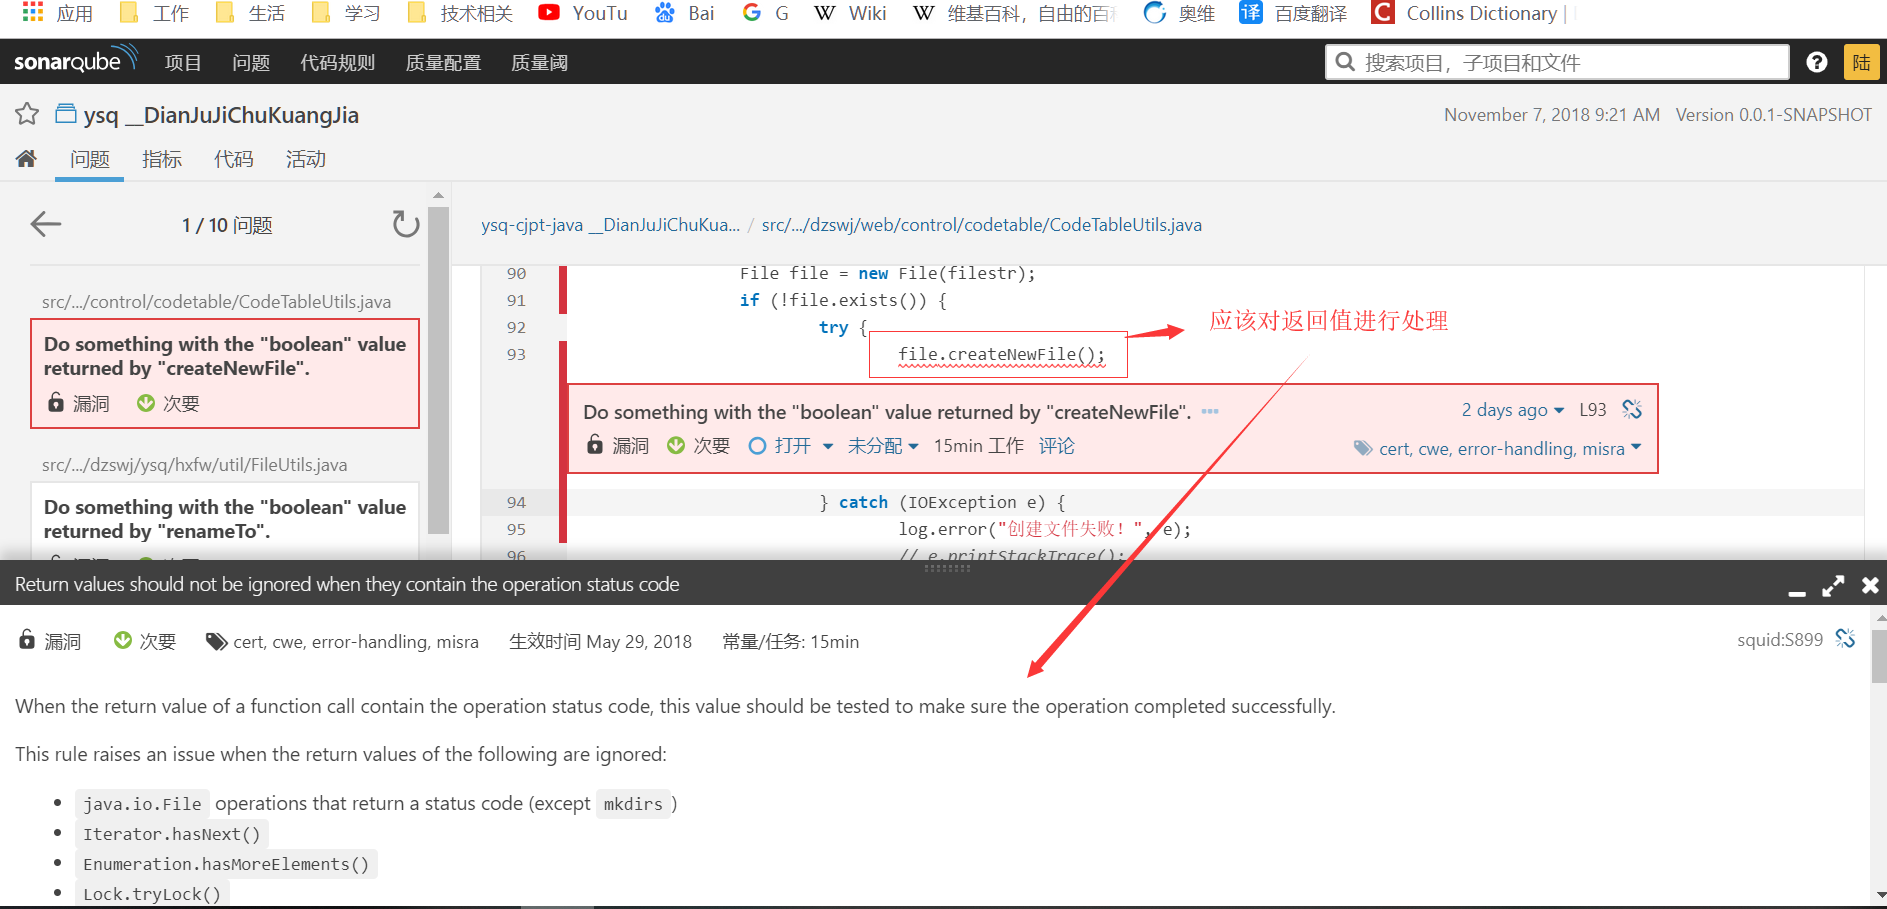 应用 工作 生活 学习 技术相关 YouTu Bai G W Wiki W 维基百科，自由的百 奥维 译 百度翻译 C Collins Dictionary
sonarqube 项目 问题 代码规则 质量配置 质量阈 搜索项目，子项目和文件 ? 陆
ysq __DianJuJiChuKuangJia November 7, 2018 9:21 AM Version 0.0.1-SNAPSHOT
问题 指标 代码 活动
1 / 10 问题
ysq-cjpt-java __DianJuJiChuKua... / src/.../dzswj/web/control/codetable/CodeTableUtils.java
src/.../control/codetable/CodeTableUtils.java
Do something with the "boolean" value
returned by "createNewFile".
漏洞 次要
src/.../dzswj/ysq/hxfw/util/FileUtils.java
Do something with the "boolean" value
returned by "renameTo".
90 File file = new File(filestr);
91 if (!file.exists()) {
92 try {
应该对返回值进行处理
93 file.createNewFile();
Do something with the "boolean" value returned by "createNewFile". 2 days ago L93
漏洞 次要 打开 未分配 15min 工作 评论 cert, cwe, error-handling, misra
94 } catch (IOException e) {
95 log.error("创建文件失败！", e);
96 // e.printStackTrace();
Return values should not be ignored when they contain the operation status code
漏洞 次要 cert, cwe, error-handling, misra 生效时间 May 29, 2018 常量/任务: 15min squid:S899
When the return value of a function call contain the operation status code, this value should be tested to make sure the operation completed successfully.
This rule raises an issue when the return values of the following are ignored:
• java.io.File operations that return a status code (except mkdirs )
• Iterator.hasNext()
• Enumeration.hasMoreElements()
• Lock.tryLock()